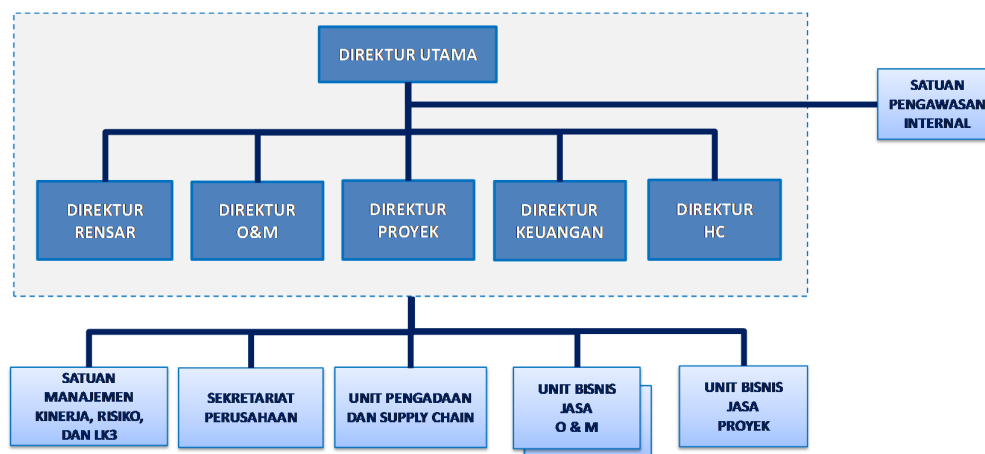 DIREKTUR UTAMA
SATUAN
PENGAWASAN
INTERNAL
DIREKTUR
RENSAR
DIREKTUR
O&M
DIREKTUR
PROYEK
DIREKTUR
KEUANGAN
DIREKTUR
HC
SATUAN
MANAJEMEN
KINERJA, RISIKO,
DAN LK3
SEKRETARIAT
PERUSAHAAN
UNIT PENGADAAN
DAN SUPPLY CHAIN
UNIT BISNIS
JASA
O & M
UNIT BISNIS
JASA
PROYEK